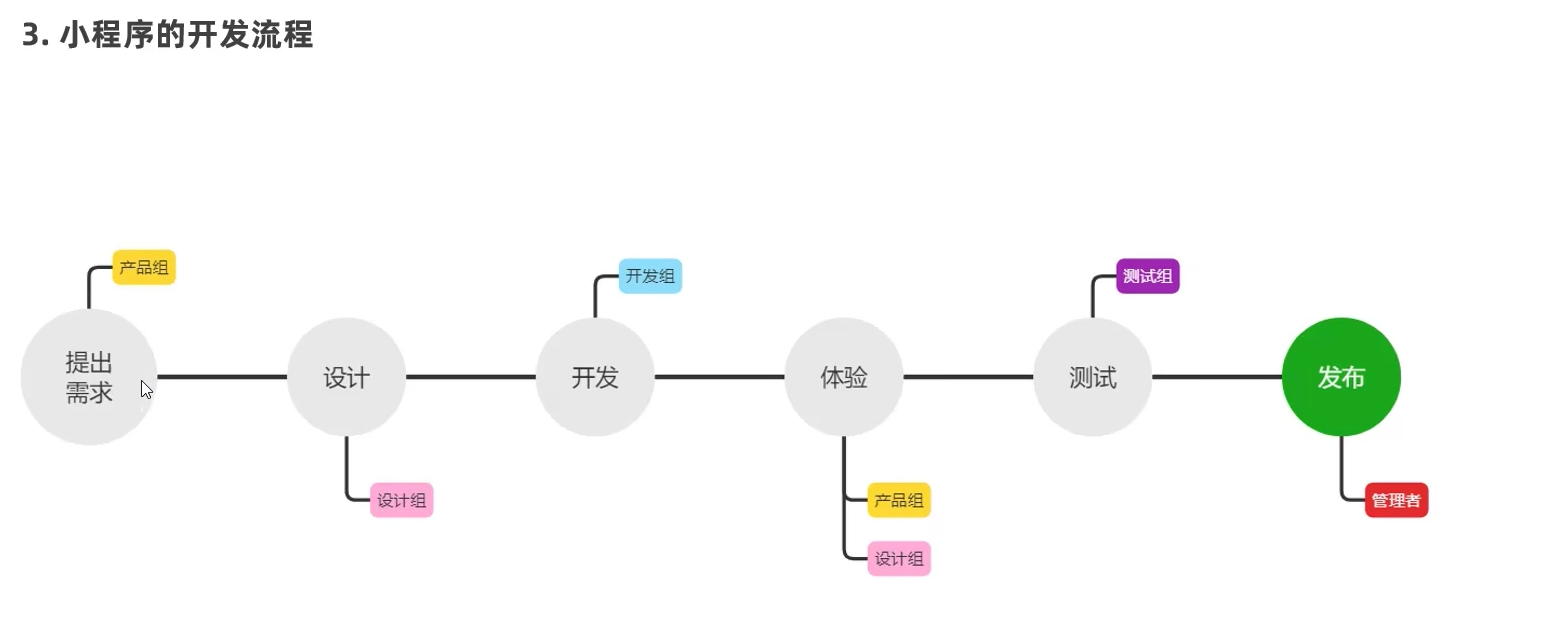 3. 小程序的开发流程
产品组
开发组
测试组
提出
需求
设计
开发
体验
测试
发布
设计组
产品组
管理者
设计组